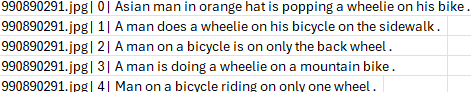 990890291.jpg| 0| Asian man in orange hat is popping a wheelie on his bike .
990890291.jpg| 1| A man does a wheelie on his bicycle on the sidewalk .
990890291.jpg| 2| A man on a bicycle is on only the back wheel .
990890291.jpg| 3| A man is doing a wheelie on a mountain bike .
990890291.jpg| 4| Man on a bicycle riding on only one wheel .